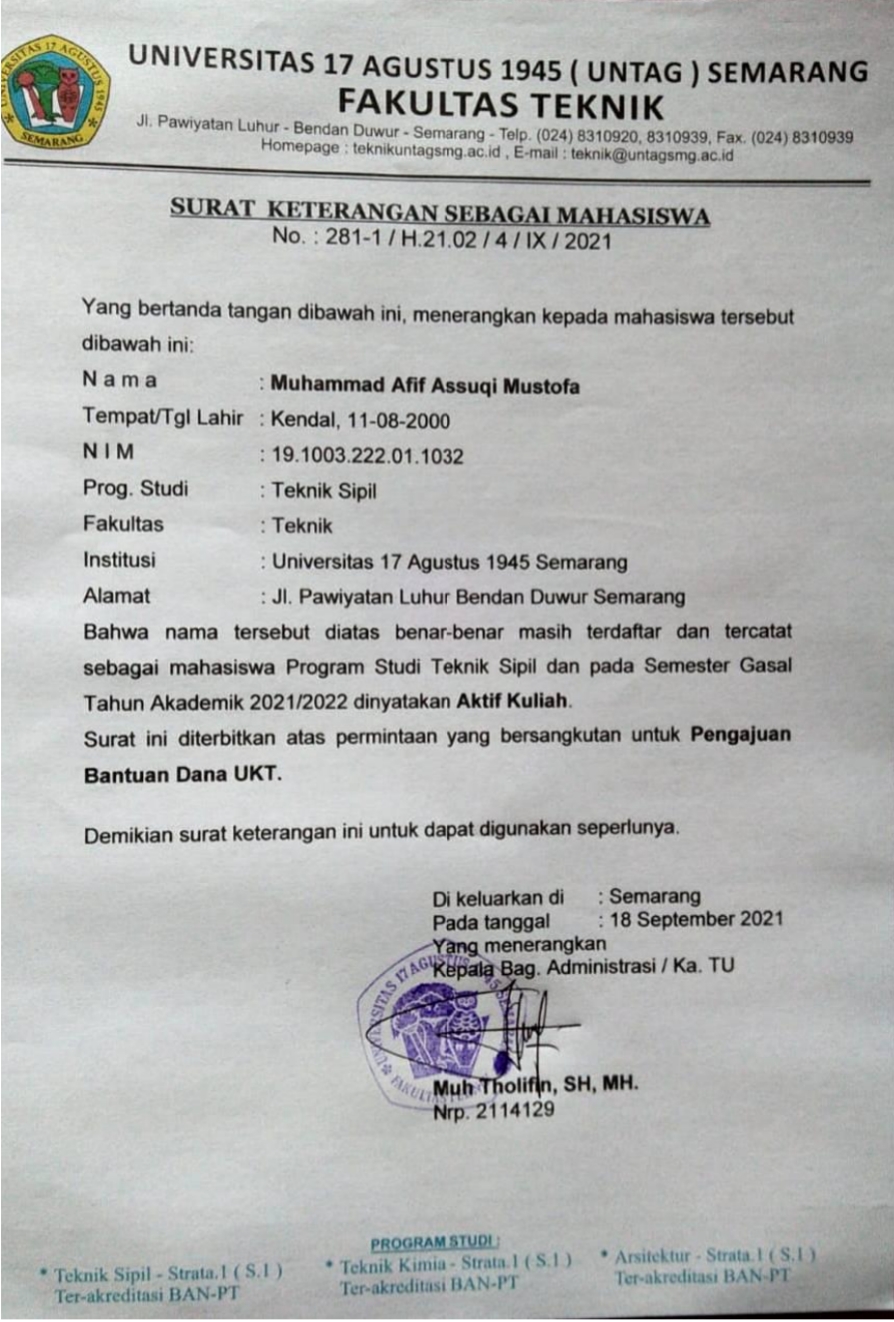 UNIVERSITAS 17 AGUSTUS 1945 ( UNTAG ) SEMARANG
FAKULTAS TEKNIK
Jl. Pawiyatan Luhur - Bendan Duwur - Semarang - Telp. (024) 8310920, 8310939, Fax. (024) 8310939
Homepage : teknikuntagsmg.ac.id , E-mail : teknik@untagsmg.ac.id
SEMARANG
SURAT KETERANGAN SEBAGAI MAHASISWA
No. : 281-1 / H.21.02 / 4 / IX / 2021
Yang bertanda tangan dibawah ini, menerangkan kepada mahasiswa tersebut
dibawah ini:
N a m a : Muhammad Afif Assuqi Mustofa
Tempat/Tgl Lahir : Kendal, 11-08-2000
N I M : 19.1003.222.01.1032
Prog. Studi : Teknik Sipil
Fakultas : Teknik
Institusi : Universitas 17 Agustus 1945 Semarang
Alamat : Jl. Pawiyatan Luhur Bendan Duwur Semarang
Bahwa nama tersebut diatas benar-benar masih terdaftar dan tercatat
sebagai mahasiswa Program Studi Teknik Sipil dan pada Semester Gasal
Tahun Akademik 2021/2022 dinyatakan Aktif Kuliah.
Surat ini diterbitkan atas permintaan yang bersangkutan untuk Pengajuan
Bantuan Dana UKT.
Demikian surat keterangan ini untuk dapat digunakan seperlunya.
Di keluarkan di : Semarang
Pada tanggal : 18 September 2021
Yang menerangkan
Kepala Bag. Administrasi / Ka. TU
Muh Tholifin, SH, MH.
Nrp. 2114129
PROGRAM STUDI :
* Teknik Sipil - Strata.1 ( S.1 )
Ter-akreditasi BAN-PT
* Teknik Kimia - Strata.1 ( S.1 )
Ter-akreditasi BAN-PT
* Arsitektur - Strata.1 ( S.1 )
Ter-akreditasi BAN-PT